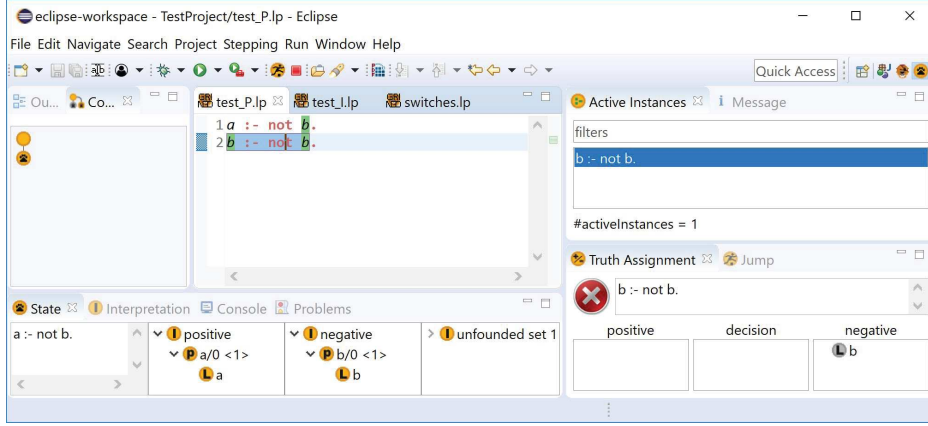 eclipse-workspace - TestProject/test_P.lp - Eclipse
File Edit Navigate Search Project Stepping Run Window Help
Quick Access
Ou... Co... test_P.lp test_I.lp switches.lp
1 a :- not b.
2 b :- not b.
Active Instances Message
filters
b :- not b.
#activeInstances = 1
Truth Assignment Jump
b :- not b.
positive decision negative
L b
State Interpretation Console Problems
a :- not b.
I positive
P a/0 <1>
L a
I negative
P b/0 <1>
L b
I unfounded set 1